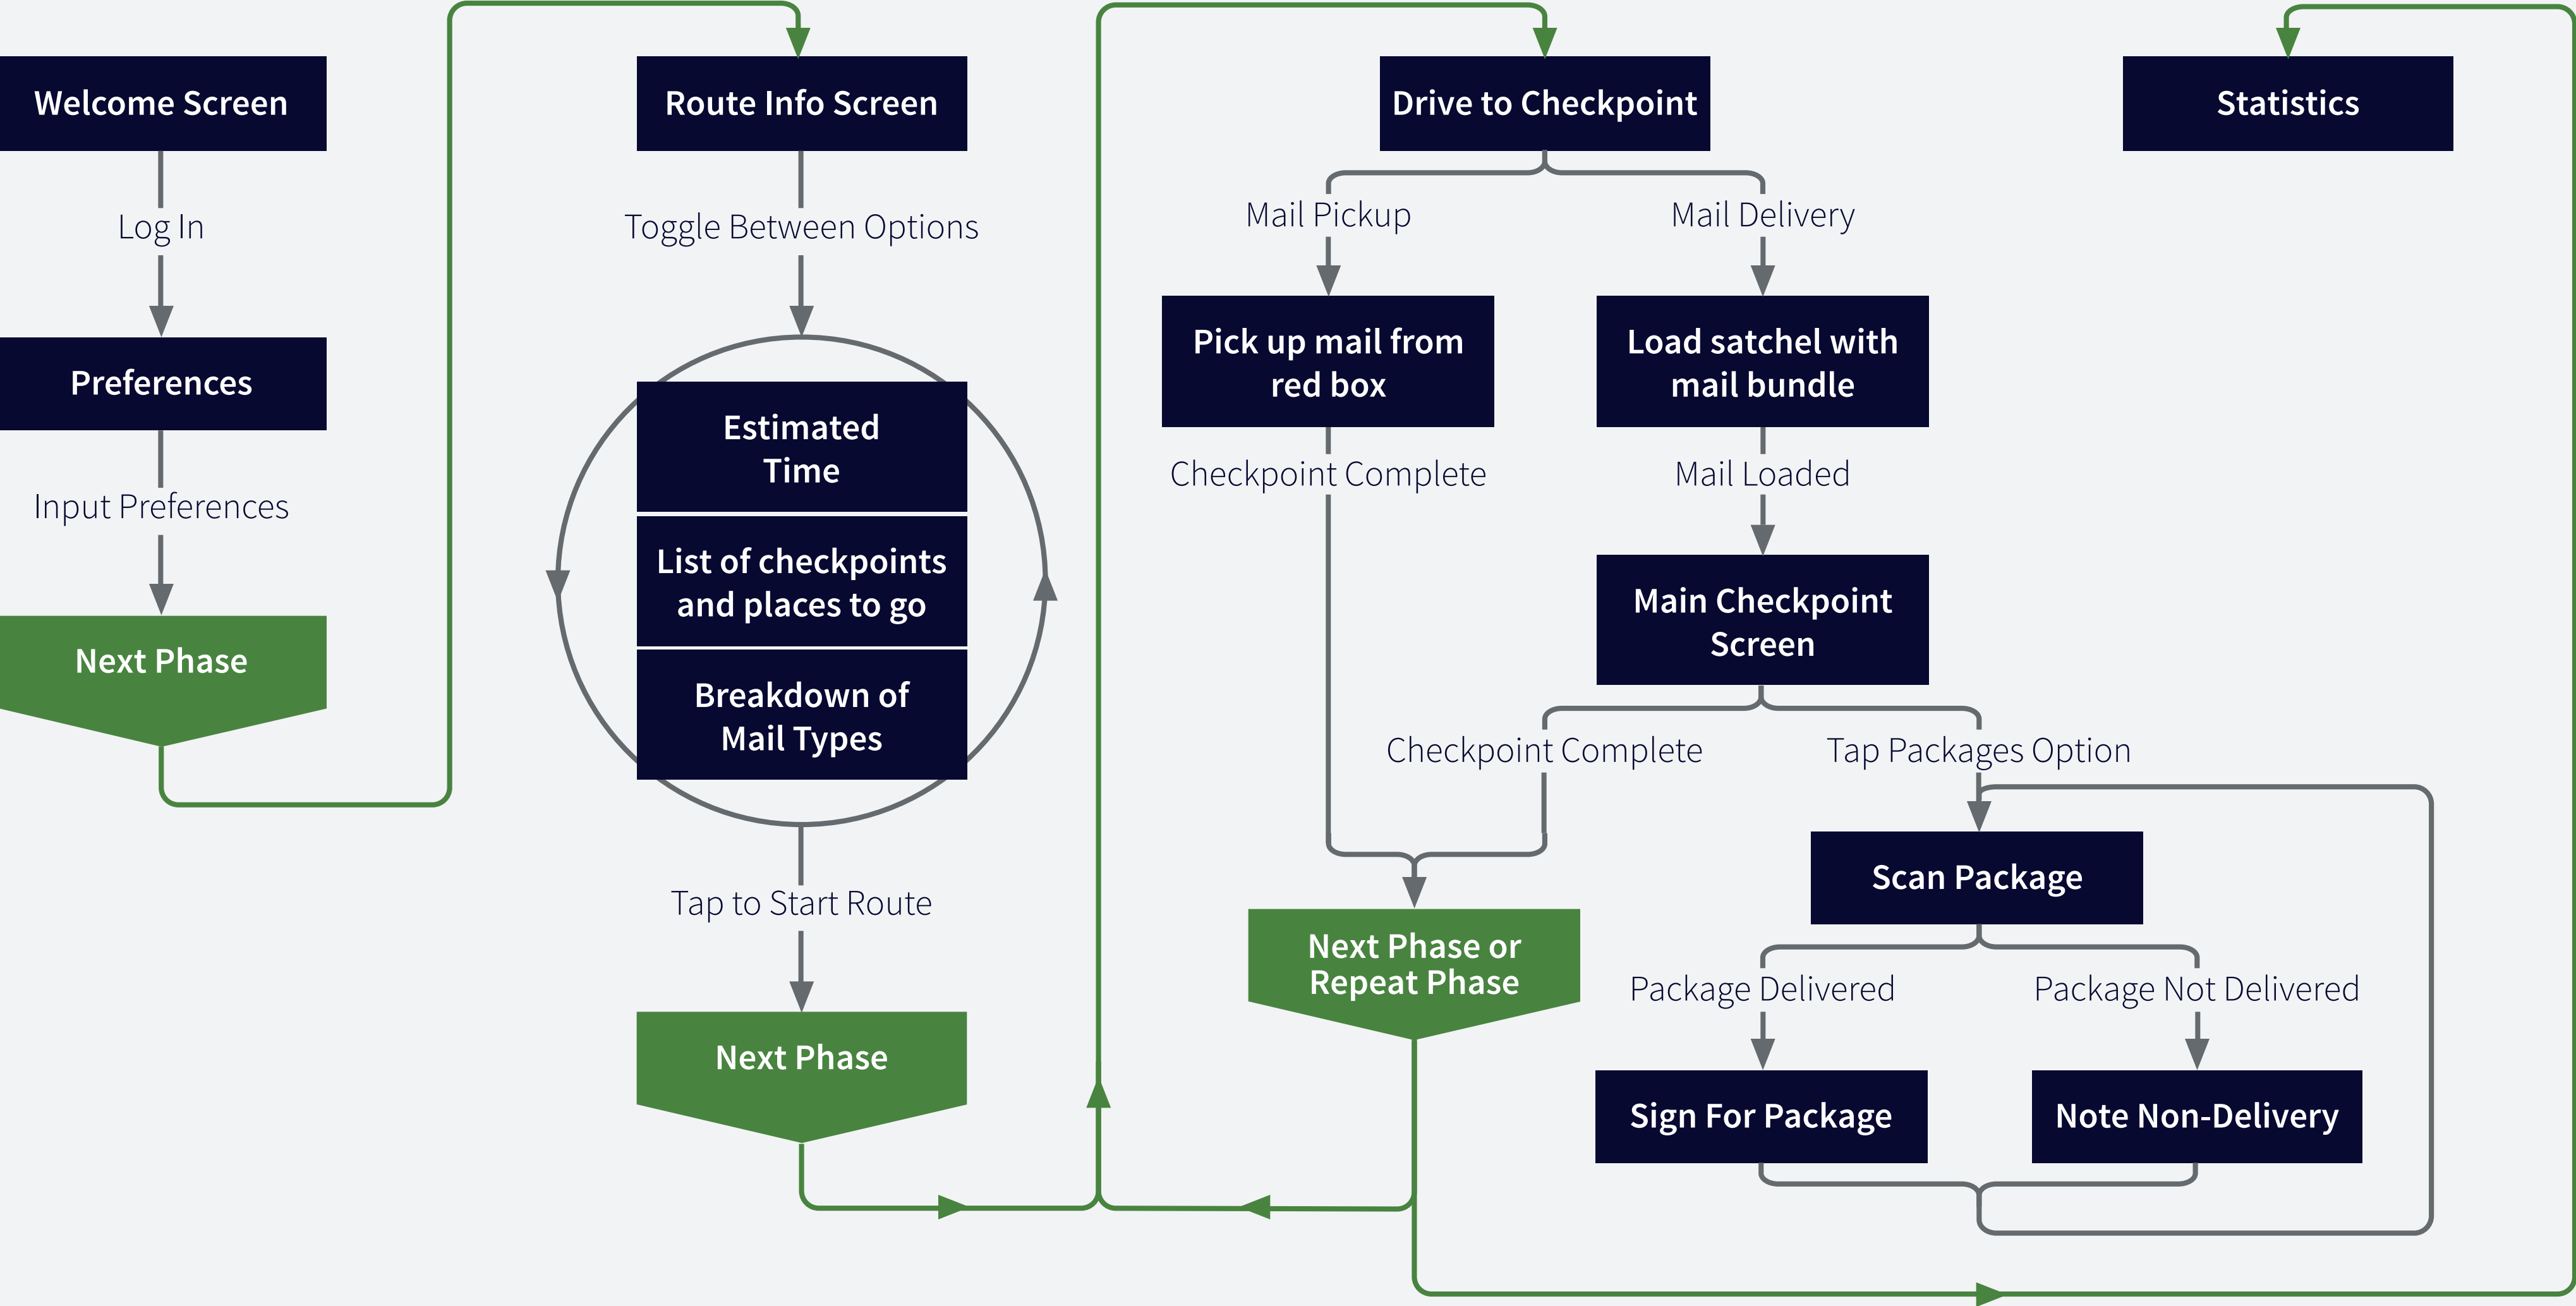 Welcome Screen
Log In
Preferences
Input Preferences
Next Phase
Route Info Screen
Toggle Between Options
Estimated
Time
List of checkpoints
and places to go
Breakdown of
Mail Types
Tap to Start Route
Next Phase
Drive to Checkpoint
Mail Pickup
Mail Delivery
Pick up mail from
red box
Load satchel with
mail bundle
Checkpoint Complete
Mail Loaded
Main Checkpoint
Screen
Checkpoint Complete
Tap Packages Option
Scan Package
Next Phase or
Repeat Phase
Package Delivered
Package Not Delivered
Sign For Package
Note Non-Delivery
Statistics